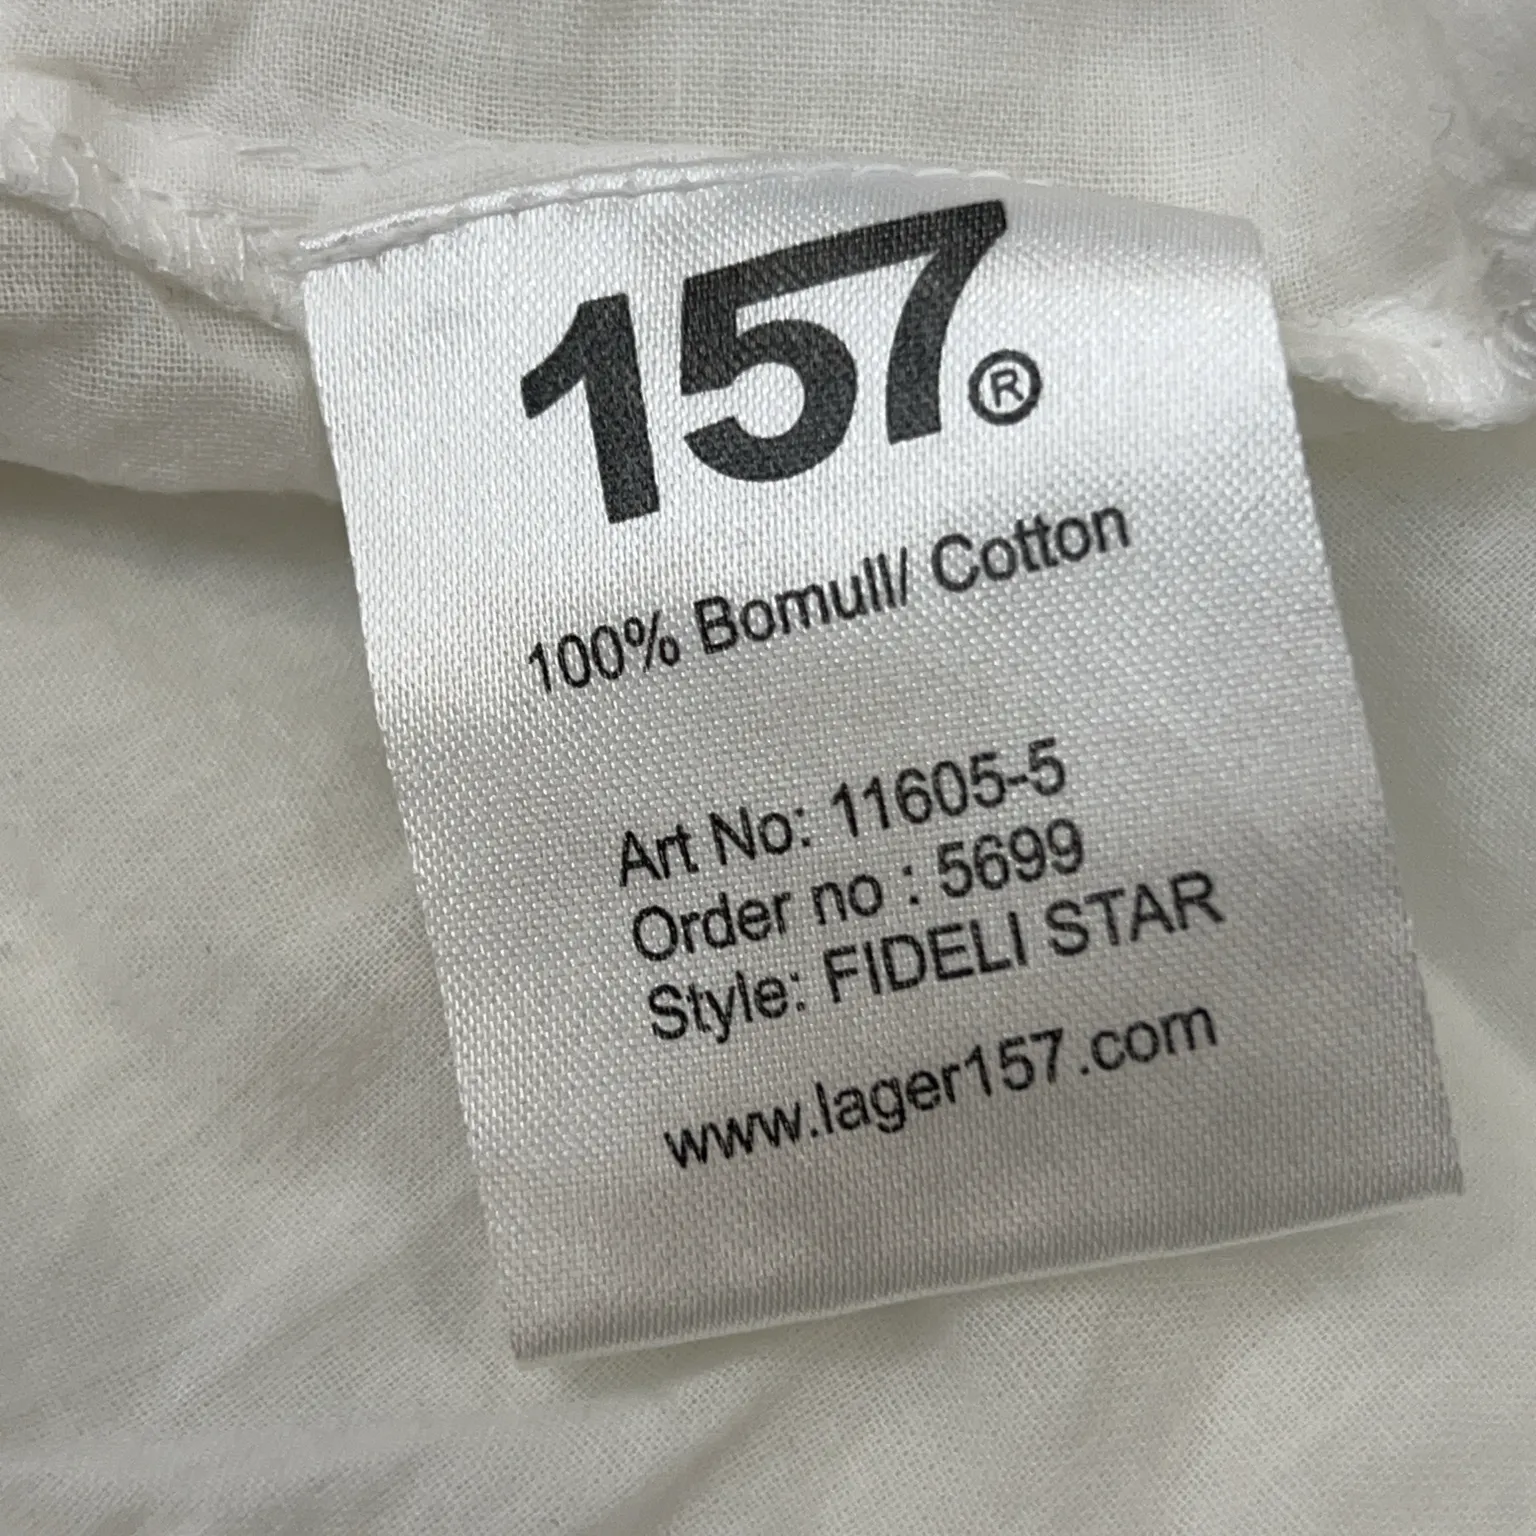 157®
100% Bomull/ Cotton
Art No: 11605-5
Order no : 5699
Style: FIDELI STAR
www.lager157.com